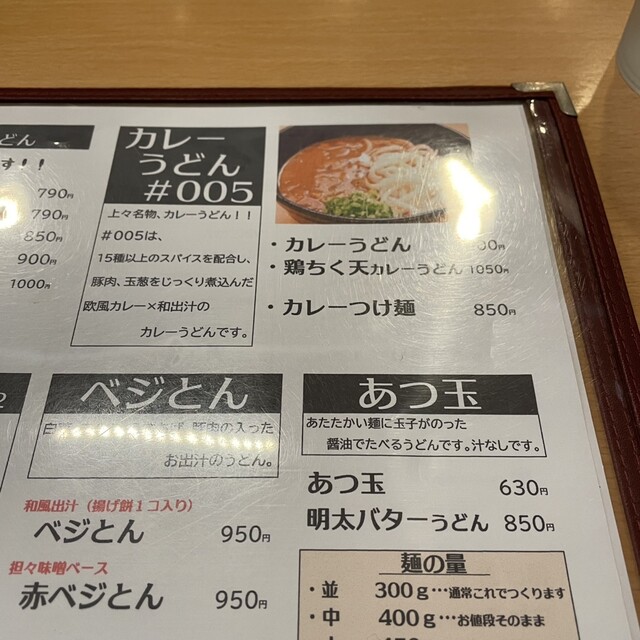 どん
す！！
790円
790円
850円
900円
1000円
カレー
うどん
＃005
上々名物、カレーうどん！！
＃005は、
15種以上のスパイスを配合し、
豚肉、玉葱をじっくり煮込んだ
欧風カレー×和出汁の
カレーうどんです。
・カレーうどん 00円
・鶏ちく天カレーうどん 1050円
・カレーつけ麺 850円
ベジとん
豚肉の入った
お出汁のうどん。
和風出汁（揚げ餅１コ入り）
ベジとん 950円
担々味噌ベース
赤ベジとん 950円
あつ玉
あたたかい麺に玉子がのった
醤油でたべるうどんです。汁なしです。
あつ玉 630円
明太バターうどん 850円
麺の量
・並 300ｇ…通常これでつくります
・中 400ｇ…お値段そのまま